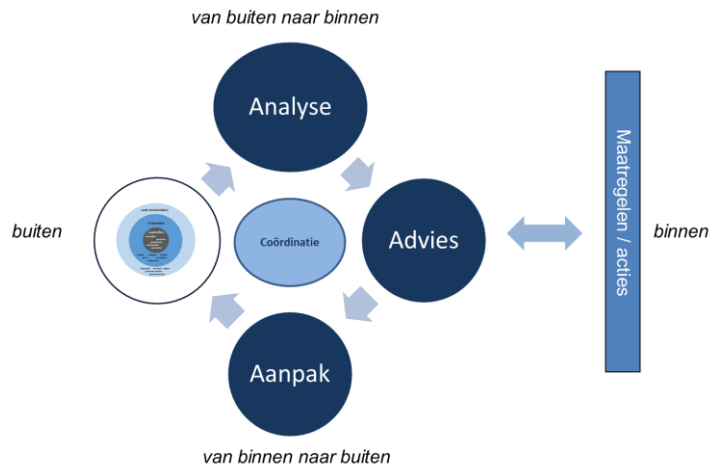 van buiten naar binnen
Analyse
buiten
Coördinatie
Advies
Maatregelen / acties
binnen
Aanpak
van binnen naar buiten